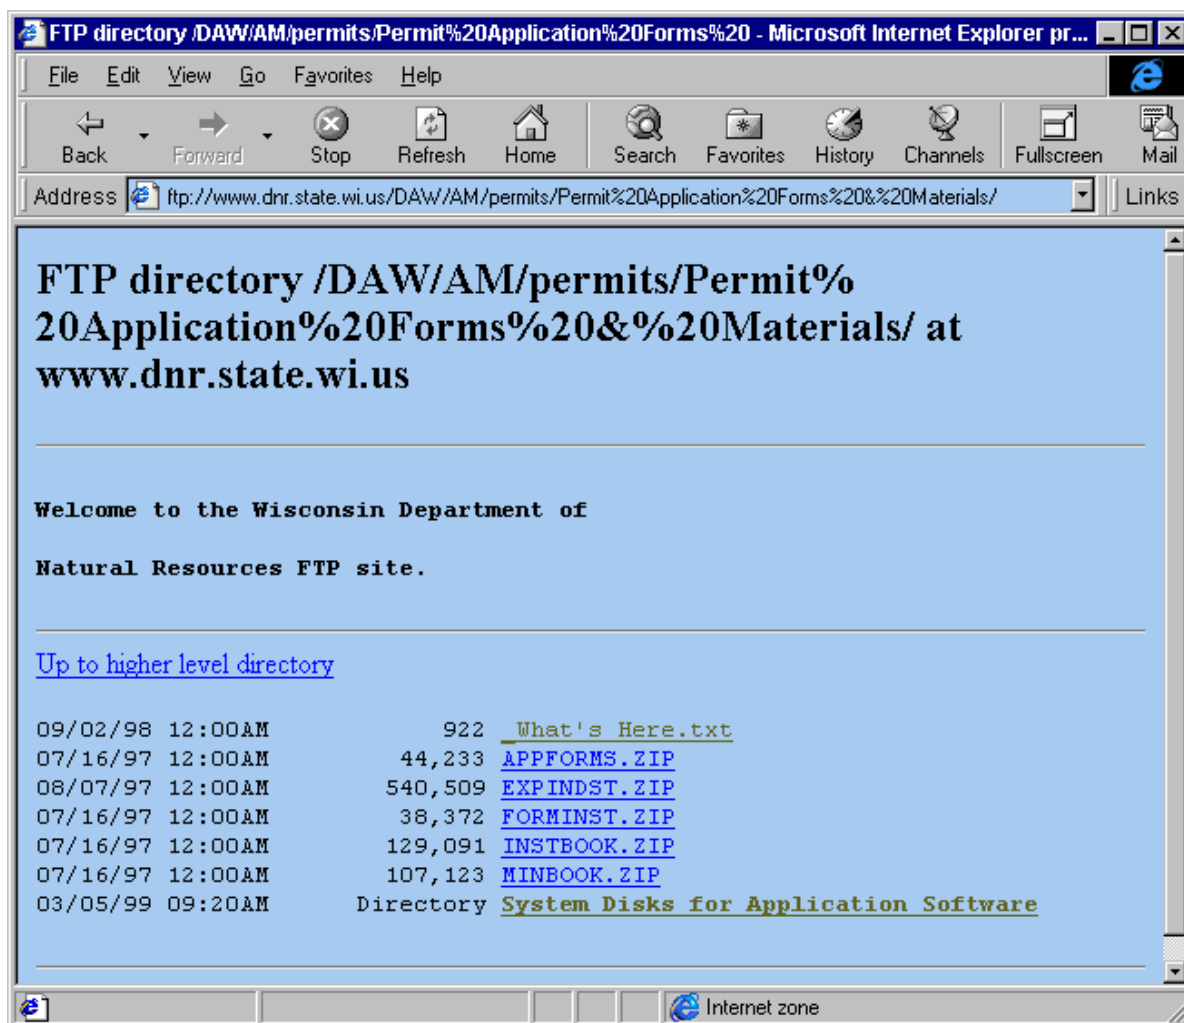 FTP directory /DAW/AM/permits/Permit%20Application%20Forms%20 - Microsoft Internet Explorer pr...
File Edit View Go Favorites Help
Back Forward Stop Refresh Home Search Favorites History Channels Fullscreen Mail
Address ftp://www.dnr.state.wi.us/DAW/AM/permits/Permit%20Application%20Forms%20&%20Materials/ Links
FTP directory /DAW/AM/permits/Permit%
20Application%20Forms%20&%20Materials/ at
www.dnr.state.wi.us
Welcome to the Wisconsin Department of
Natural Resources FTP site.
Up to higher level directory
09/02/98 12:00AM 922 _What's Here.txt
07/16/97 12:00AM 44,233 APPFORMS.ZIP
08/07/97 12:00AM 540,509 EXPINDST.ZIP
07/16/97 12:00AM 38,372 FORMINST.ZIP
07/16/97 12:00AM 129,091 INSTBOOK.ZIP
07/16/97 12:00AM 107,123 MINBOOK.ZIP
03/05/99 09:20AM Directory System Disks for Application Software
Internet zone